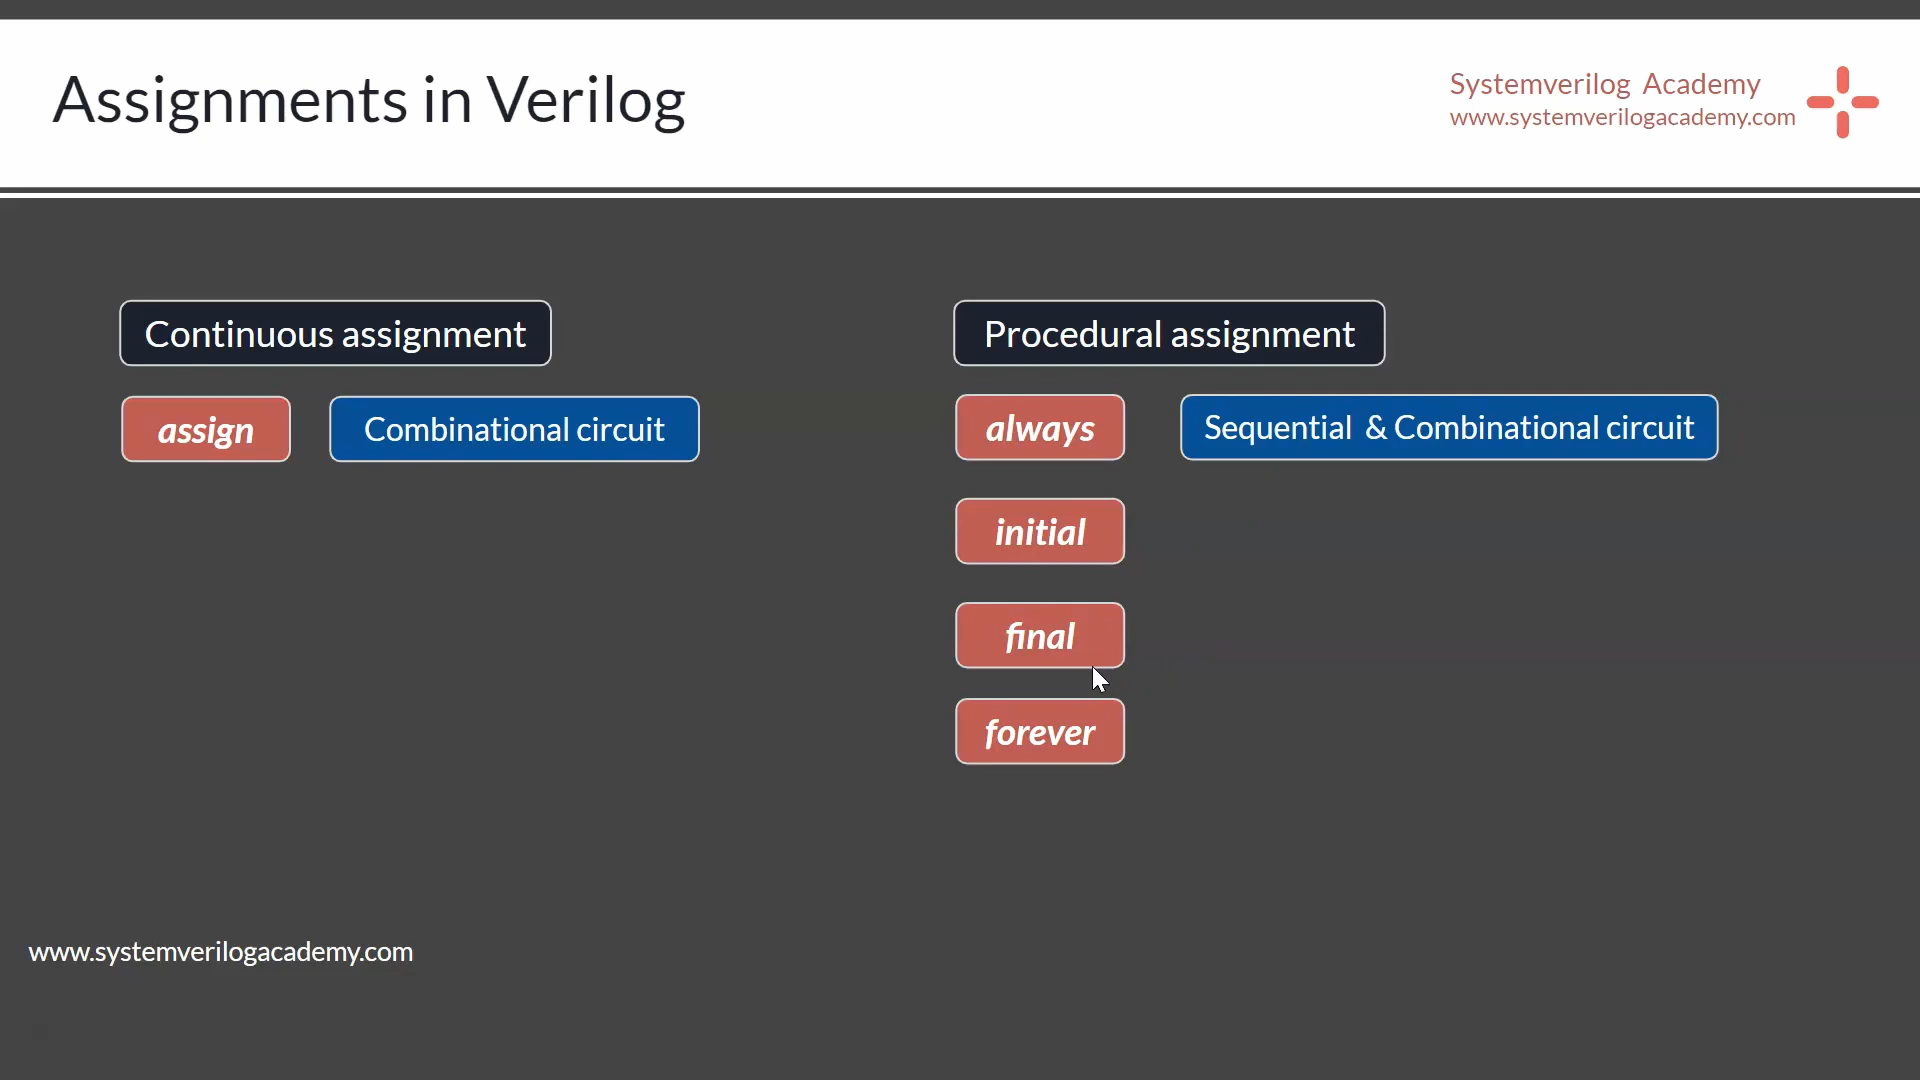 Assignments in Verilog
Systemverilog Academy
www.systemverilogacademy.com
Continuous assignment
assign
Combinational circuit
Procedural assignment
always
Sequential & Combinational circuit
initial
final
forever
www.systemverilogacademy.com